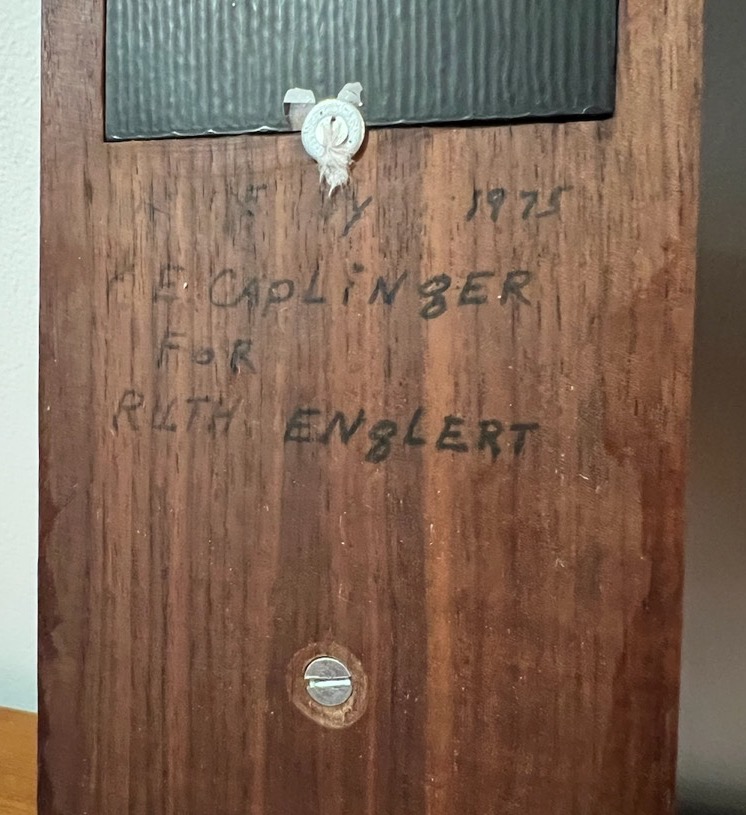 1975
E CAPLiNgER
FOR
RUTH ENgLERT